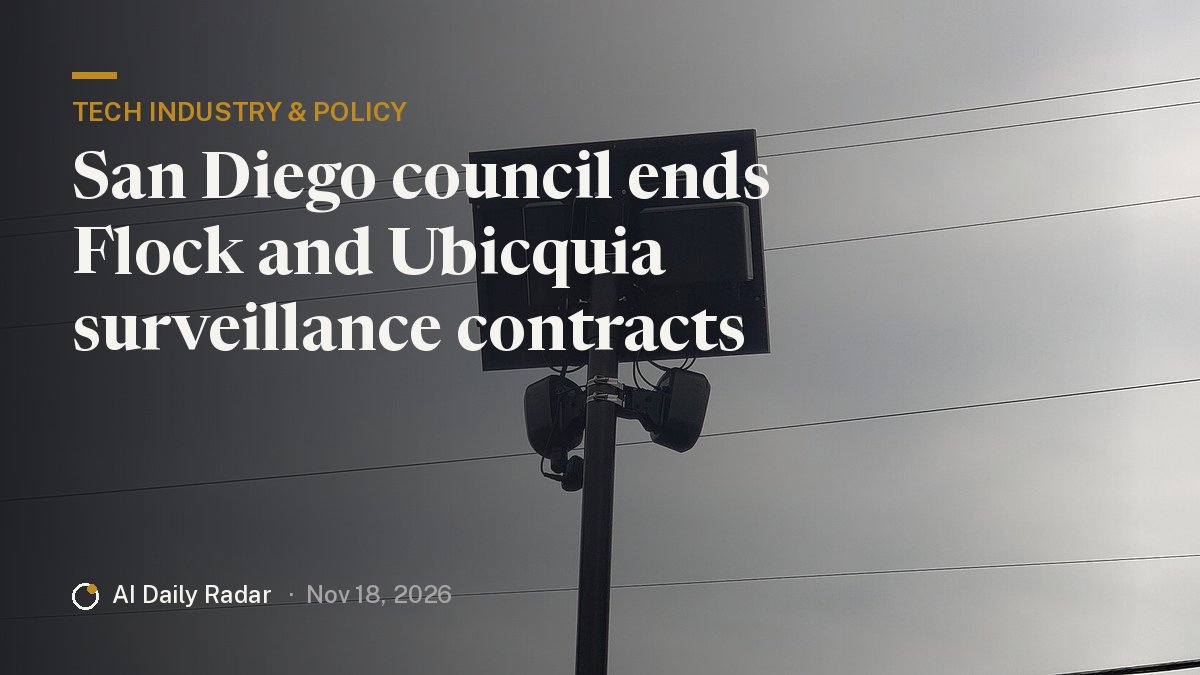 TECH INDUSTRY & POLICY
San Diego council ends
Flock and Ubicquia
surveillance contracts
AI Daily Radar · Nov 18, 2026